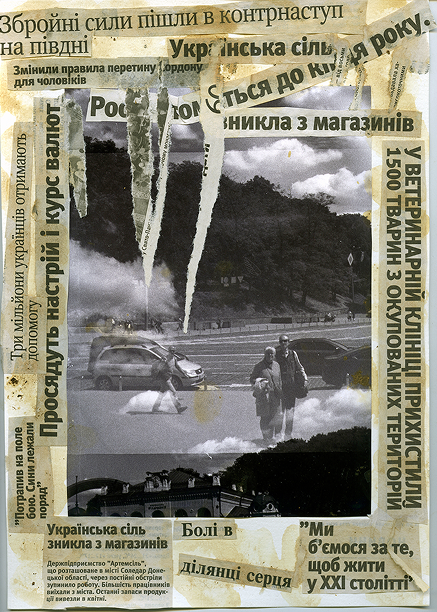 Збройні сили пішли в контрнаступ
на півдні
Українська сіль
Змінили правила перетину кордону
для чоловіків
ться до кінця року.
зникла з магазинів
Три мільйони українців отримають
допомогу
Просядуть настрій і курс валют
У ВЕТЕРИНАРНІЙ КЛІНІЦІ ПРИХИСТИЛИ
1500 ТВАРИН З ОКУПОВАНИХ ТЕРИТОРІЙ
"Потрапив на поле
бою. Сини лежали
поряд"
Українська сіль
зникла з магазинів
Держпідприємство "Артемсіль",
що розташоване в місті Соледар Доне-
цької області, через постійні обстріли
зупинило роботу. Більшість працівників
виїхали з міста. Останні запаси продук-
ції вивезли в квітні.
Болі в
ділянці серця
"Ми
б'ємося за те,
щоб жити
у XXI столітті"